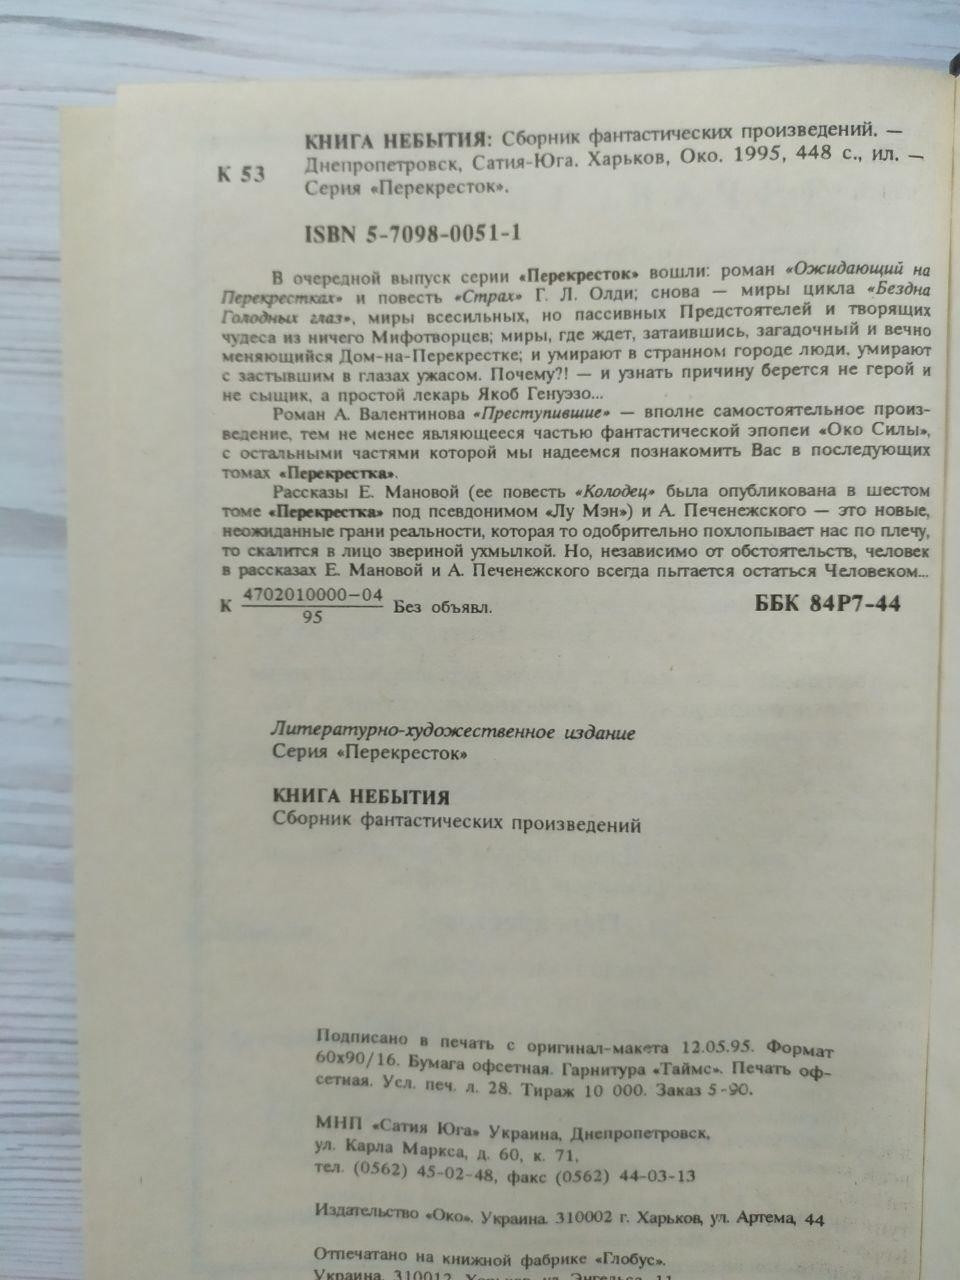 КНИГА НЕБЫТИЯ: Сборник фантастических произведений. —
К 53
Днепропетровск, Сатия-Юга. Харьков, Око. 1995, 448 с., ил. —
Серия «Перекресток».
ISBN 5-7098-0051-1
В очередной выпуск серии «Перекресток» вошли: роман «Ожидающий на
Перекрестках» и повесть «Страх» Г. Л. Олди; снова — миры цикла «Бездна
Голодных глаз», миры всесильных, но пассивных Предстоятелей и творящих
чудеса из ничего Мифотворцев; миры, где ждет, затаившись, загадочный и вечно
меняющийся Дом-на-Перекрестке; и умирают в странном городе люди, умирают
с застывшим в глазах ужасом. Почему?! — и узнать причину берется не герой и
не сыщик, а простой лекарь Якоб Генуэзо...
Роман А. Валентинова «Преступившие» — вполне самостоятельное произ-
ведение, тем не менее являющееся частью фантастической эпопеи «Око Силы»,
с остальными частями которой мы надеемся познакомить Вас в последующих
томах «Перекрестка».
Рассказы Е. Мановой (ее повесть «Колодец» была опубликована в шестом
томе «Перекрестка» под псевдонимом «Лу Мэн») и А. Печенежского — это новые,
неожиданные грани реальности, которая то одобрительно похлопывает нас по плечу,
то скалится в лицо звериной ухмылкой. Но, независимо от обстоятельств, человек
в рассказах Е. Мановой и А. Печенежского всегда пытается остаться Человеком...
К 4702010000-04 Без объявл. ББК 84Р7-44
95
Литературно-художественное издание
Серия «Перекресток»
КНИГА НЕБЫТИЯ
Сборник фантастических произведений
Подписано в печать с оригинал-макета 12.05.95. Формат
60x90/16. Бумага офсетная. Гарнитура «Таймс». Печать оф-
сетная. Усл. печ. л. 28. Тираж 10 000. Заказ 5-90.
МНП «Сатия Юга» Украина, Днепропетровск,
ул. Карла Маркса, д. 60, к. 71,
тел. (0562) 45-02-48, факс (0562) 44-03-13
Издательство «Око». Украина. 310002 г. Харьков, ул. Артема, 44
Отпечатано на книжной фабрике «Глобус».
Украина, 310012, Харьков, ул. Энгельса, 11